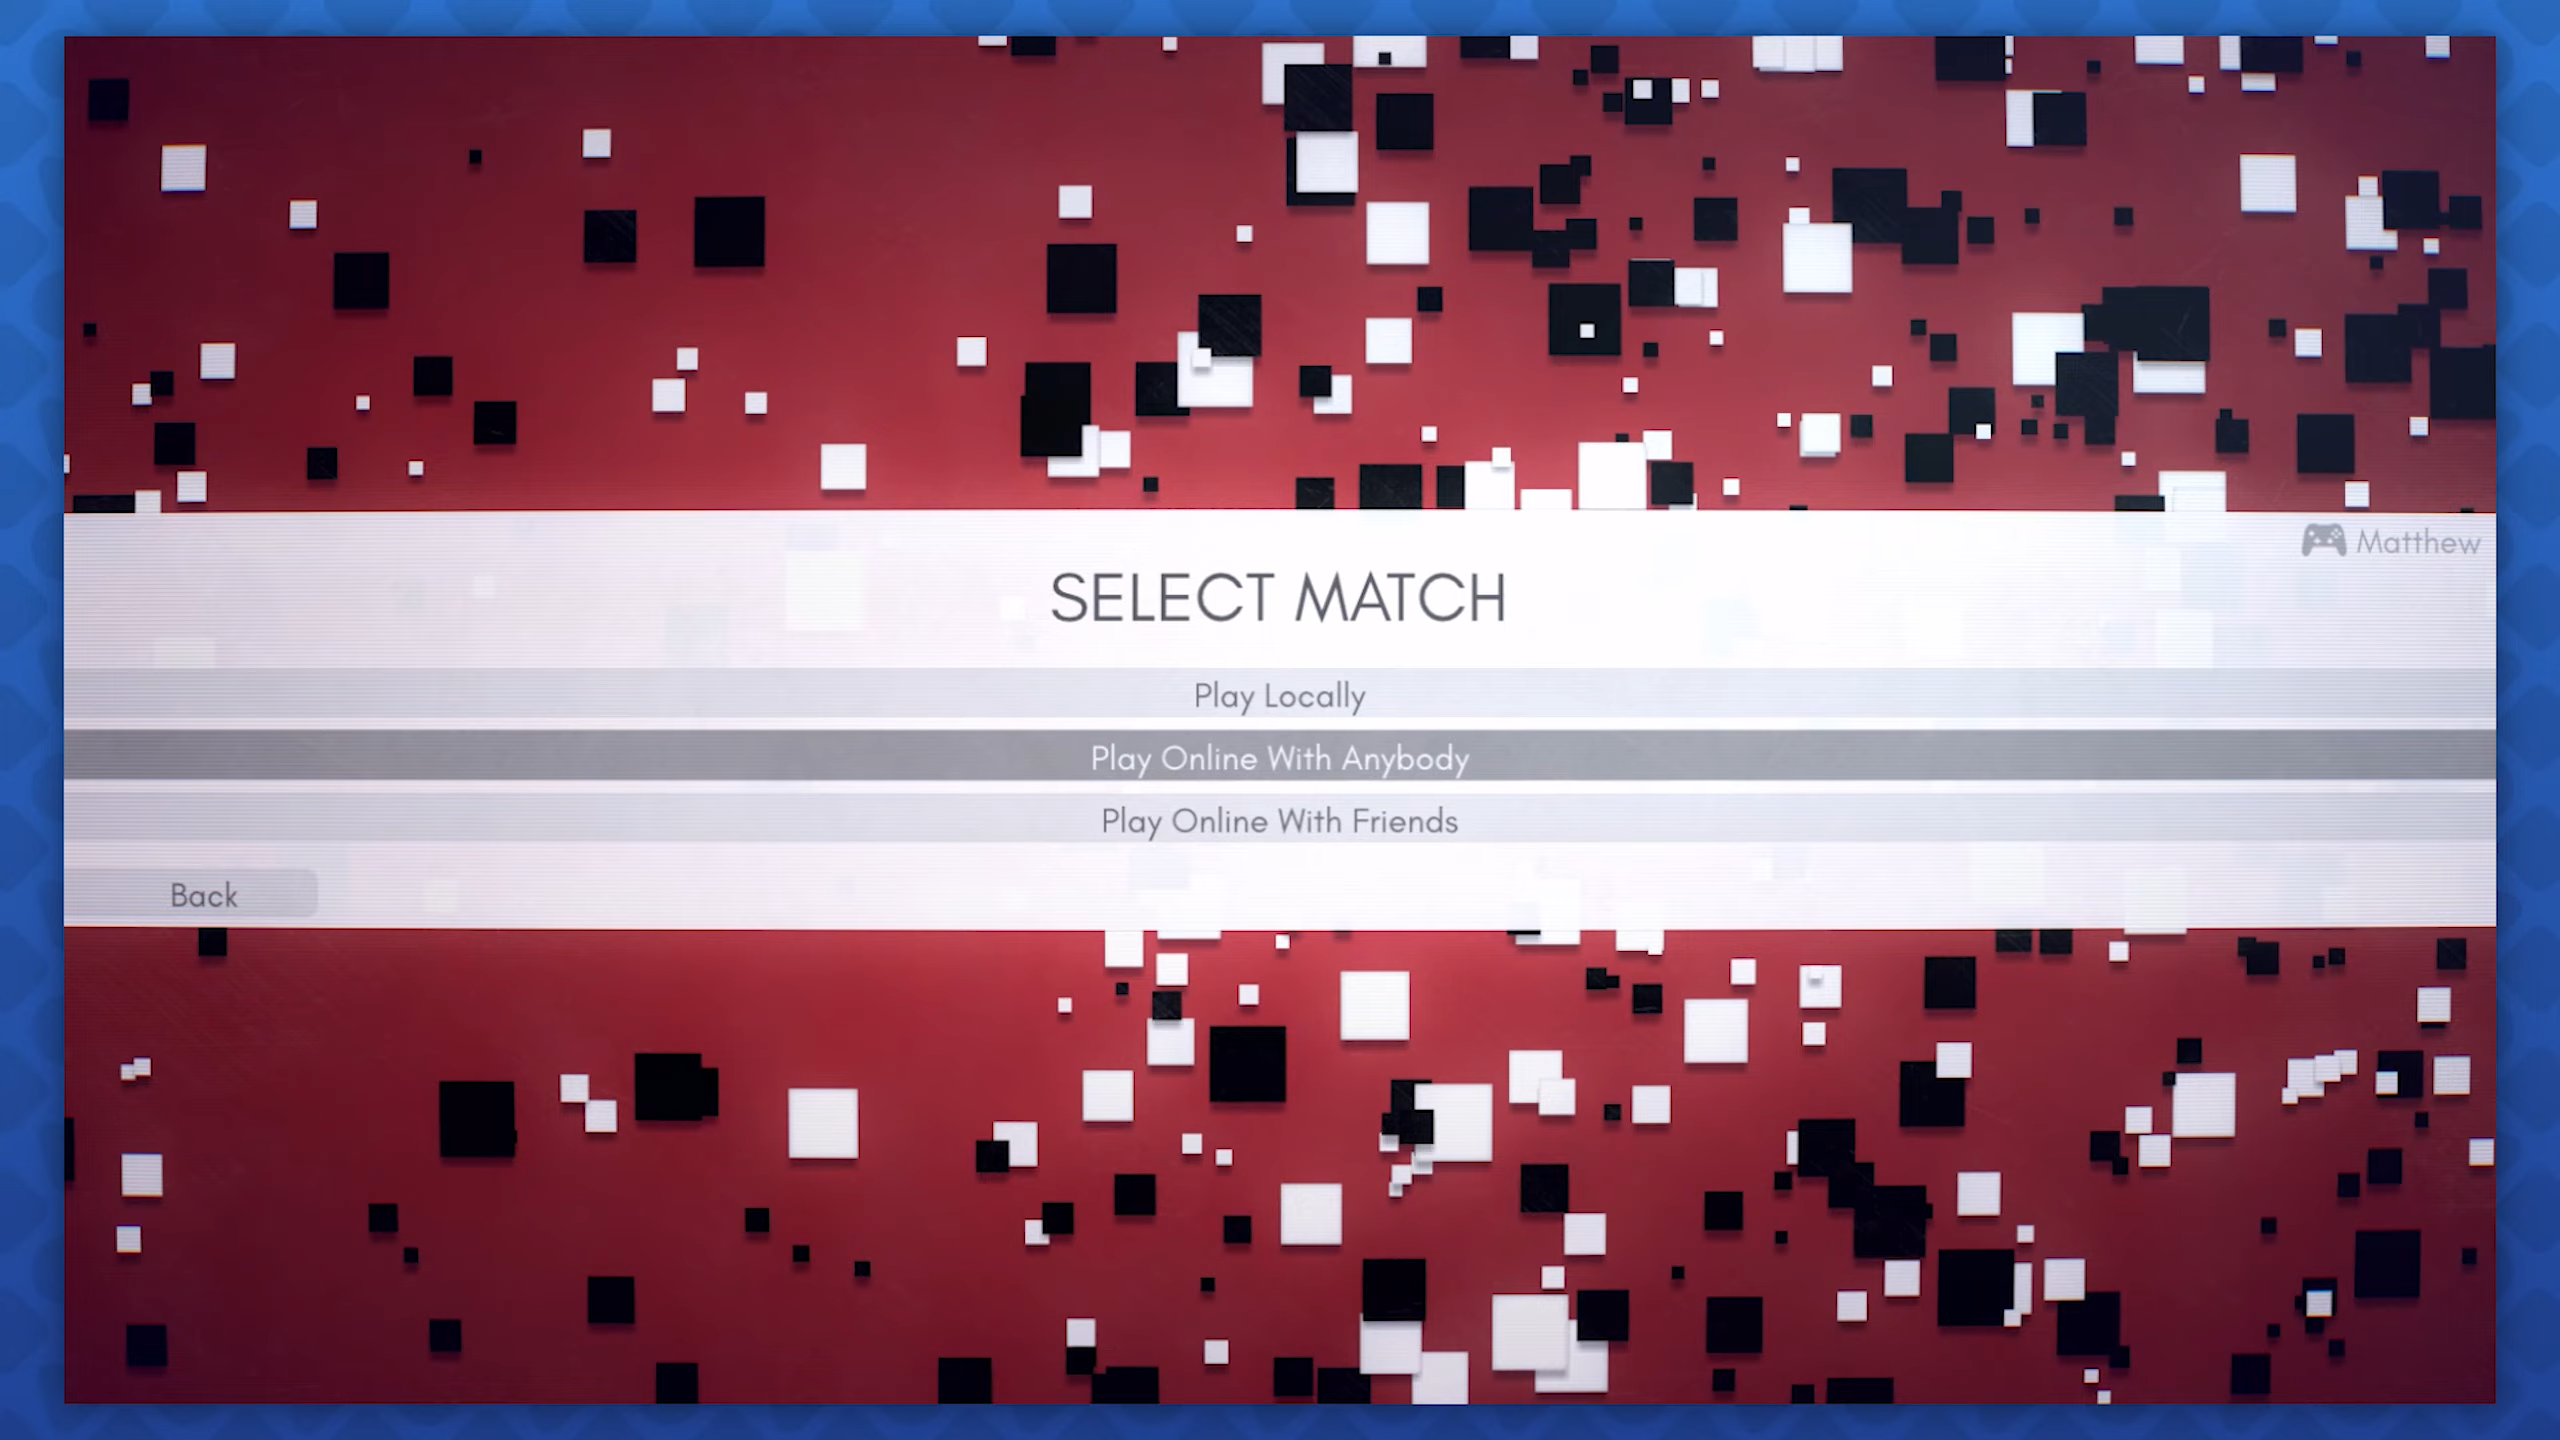 Matthew
SELECT MATCH
Play Locally
Play Online With Anybody
Play Online With Friends
Back